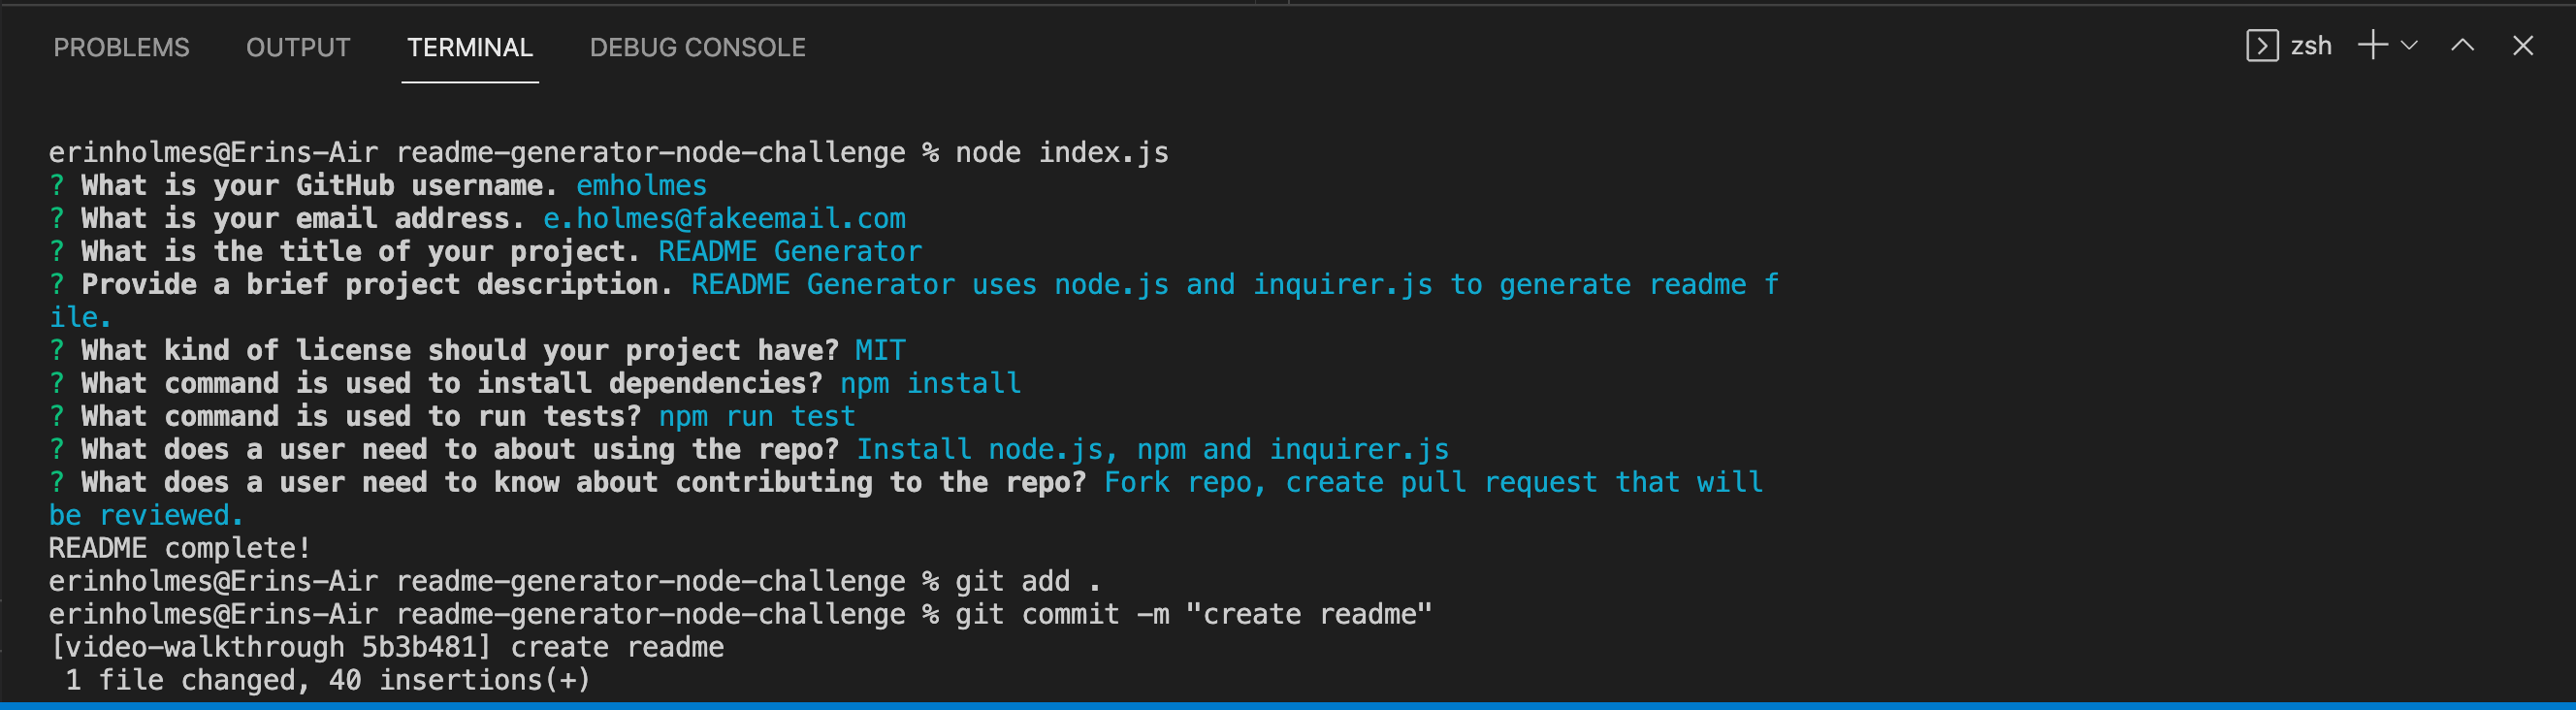 PROBLEMS OUTPUT TERMINAL DEBUG CONSOLE zsh
erinholmes@Erins-Air readme-generator-node-challenge % node index.js
? What is your GitHub username. emholmes
? What is your email address. e.holmes@fakeemail.com
? What is the title of your project. README Generator
? Provide a brief project description. README Generator uses node.js and inquirer.js to generate readme f
ile.
? What kind of license should your project have? MIT
? What command is used to install dependencies? npm install
? What command is used to run tests? npm run test
? What does a user need to about using the repo? Install node.js, npm and inquirer.js
? What does a user need to know about contributing to the repo? Fork repo, create pull request that will
be reviewed.
README complete!
erinholmes@Erins-Air readme-generator-node-challenge % git add .
erinholmes@Erins-Air readme-generator-node-challenge % git commit -m "create readme"
[video-walkthrough 5b3b481] create readme
 1 file changed, 40 insertions(+)